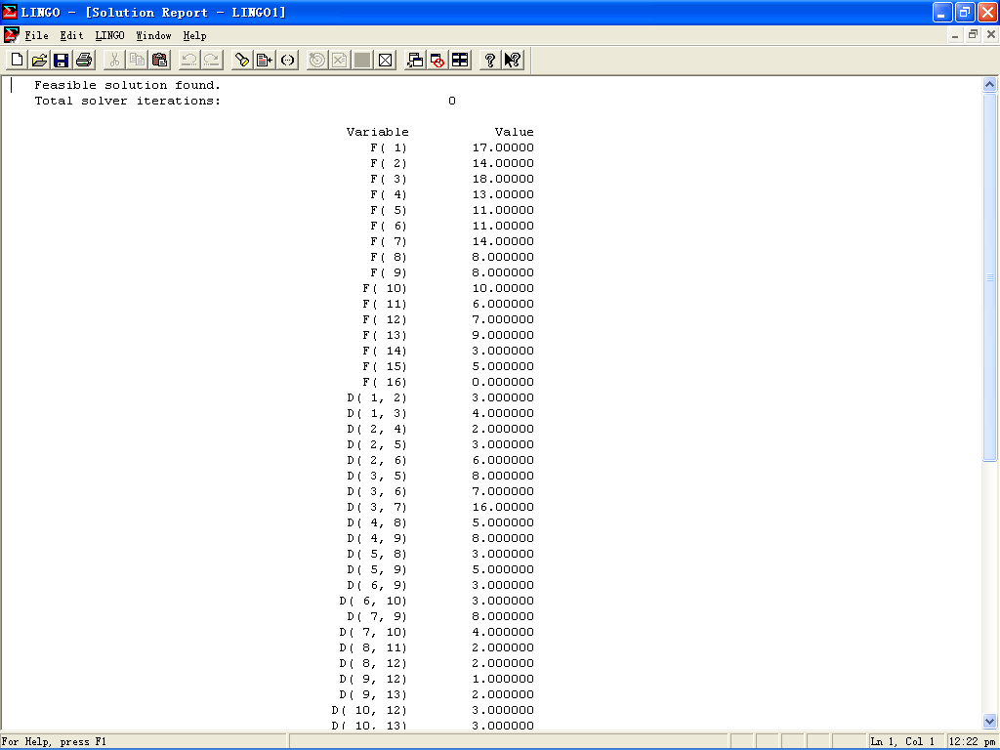 LINGO - [Solution Report - LINGO1]
File Edit LINGO Window Help
Feasible solution found.
Total solver iterations: 0
Variable Value
F( 1) 17.00000
F( 2) 14.00000
F( 3) 18.00000
F( 4) 13.00000
F( 5) 11.00000
F( 6) 11.00000
F( 7) 14.00000
F( 8) 8.000000
F( 9) 8.000000
F( 10) 10.00000
F( 11) 6.000000
F( 12) 7.000000
F( 13) 9.000000
F( 14) 3.000000
F( 15) 5.000000
F( 16) 0.000000
D( 1, 2) 3.000000
D( 1, 3) 4.000000
D( 2, 4) 2.000000
D( 2, 5) 3.000000
D( 2, 6) 6.000000
D( 3, 5) 8.000000
D( 3, 6) 7.000000
D( 3, 7) 16.00000
D( 4, 8) 5.000000
D( 4, 9) 8.000000
D( 5, 8) 3.000000
D( 5, 9) 5.000000
D( 6, 9) 3.000000
D( 6, 10) 3.000000
D( 7, 9) 8.000000
D( 7, 10) 4.000000
D( 8, 11) 2.000000
D( 8, 12) 2.000000
D( 9, 12) 1.000000
D( 9, 13) 2.000000
D( 10, 12) 3.000000
D( 10, 13) 3.000000
For Help, press F1
Ln 1, Col 1 12:22 pm